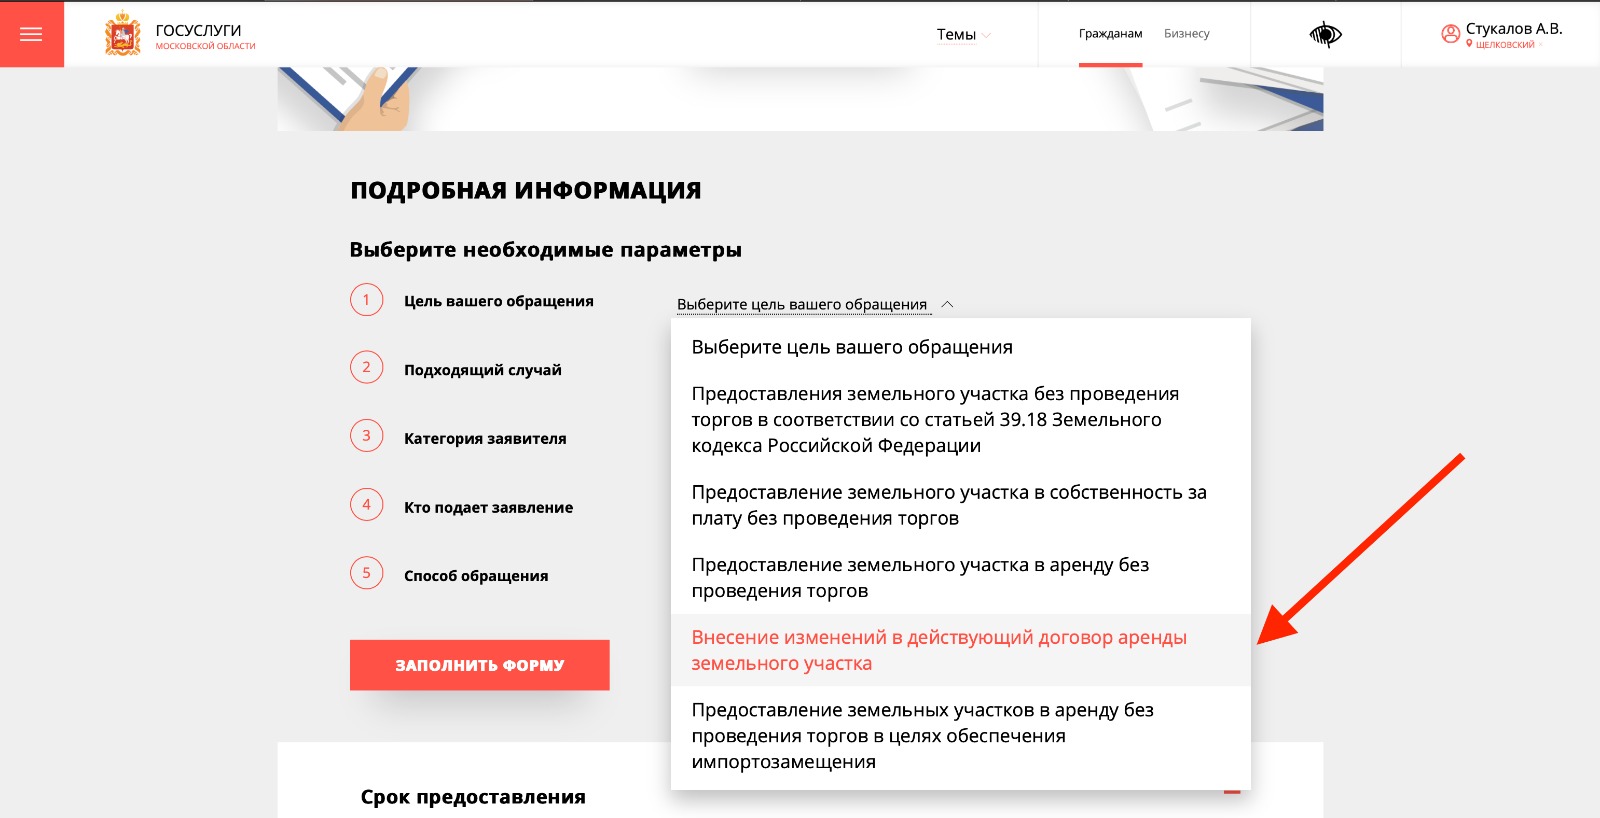 ГОСУСЛУГИ
МОСКОВСКОЙ ОБЛАСТИ
Темы
Гражданам
Бизнесу
Стукалов А.В.
ЩЕЛКОВСКИЙ
ПОДРОБНАЯ ИНФОРМАЦИЯ
Выберите необходимые параметры
1 Цель вашего обращения
2 Подходящий случай
3 Категория заявителя
4 Кто подает заявление
5 Способ обращения
ЗАПОЛНИТЬ ФОРМУ
Выберите цель вашего обращения
Выберите цель вашего обращения
Предоставления земельного участка без проведения
торгов в соответствии со статьей 39.18 Земельного
кодекса Российской Федерации
Предоставление земельного участка в собственность за
плату без проведения торгов
Предоставление земельного участка в аренду без
проведения торгов
Внесение изменений в действующий договор аренды
земельного участка
Предоставление земельных участков в аренду без
проведения торгов в целях обеспечения
импортозамещения
Срок предоставления